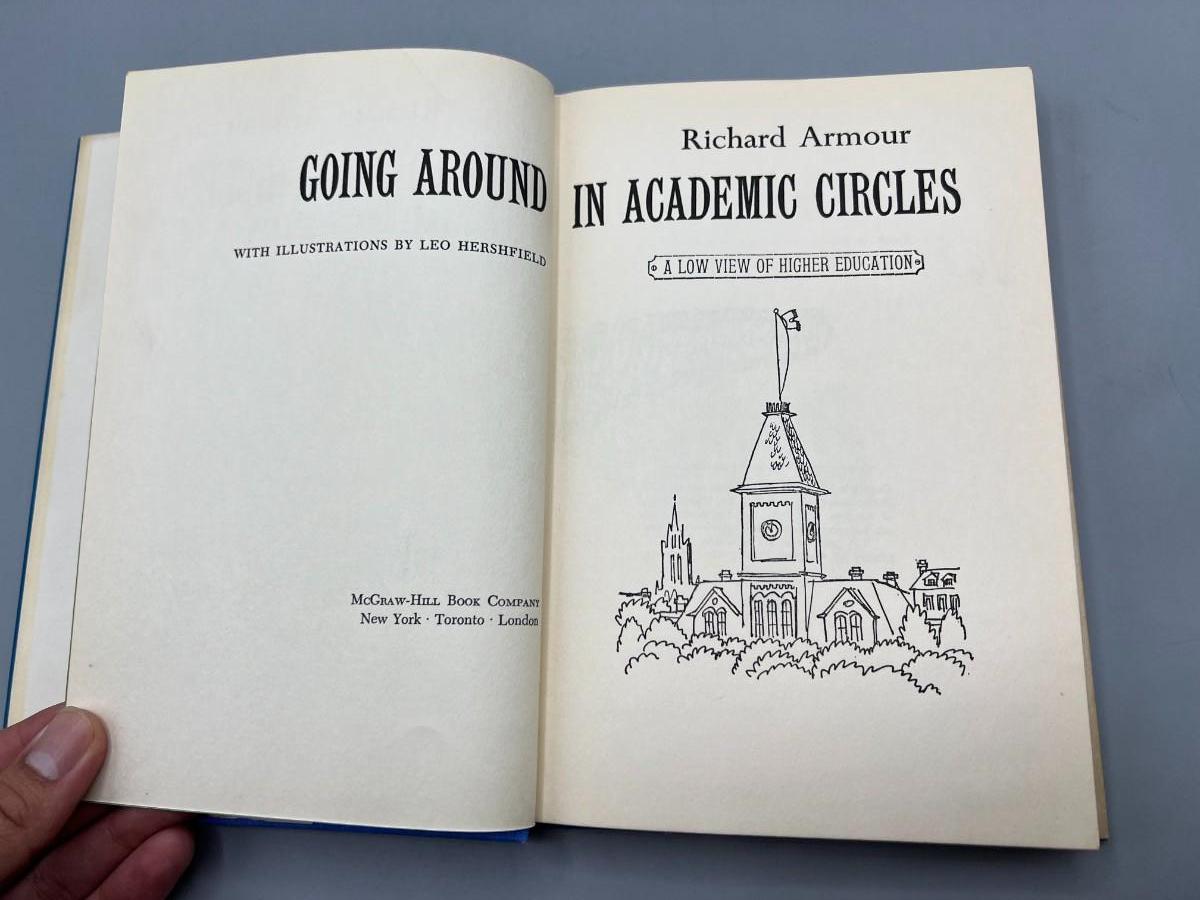 Richard Armour
GOING AROUND IN ACADEMIC CIRCLES
WITH ILLUSTRATIONS BY LEO HERSHFIELD
A LOW VIEW OF HIGHER EDUCATION
McGraw-Hill Book Company
New York · Toronto · London